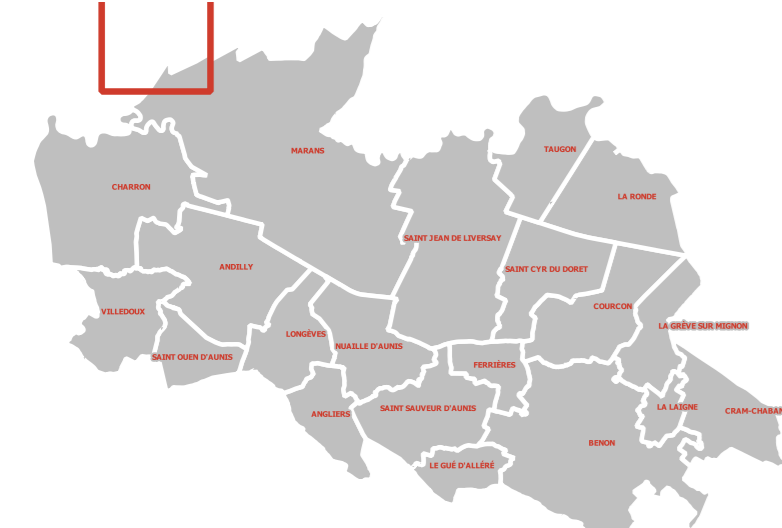 TAUGON
MARANS
CHARRON
LA RONDE
SAINT JEAN DE LIVERSAY
ANDILLY
SAINT CYR DU DORET
COURCON
VILLEDOUX
LA GRÈVE SUR MIGNON
LONGÈVES
NUAILLE D'AUNIS
SAINT OUEN D'AUNIS
FERRIÈRES
LA LAIGNE
SAINT SAUVEUR D'AUNIS
CRAM-CHABAN
ANGLIERS
BENON
LE GUÉ D'ALLÉRÉ